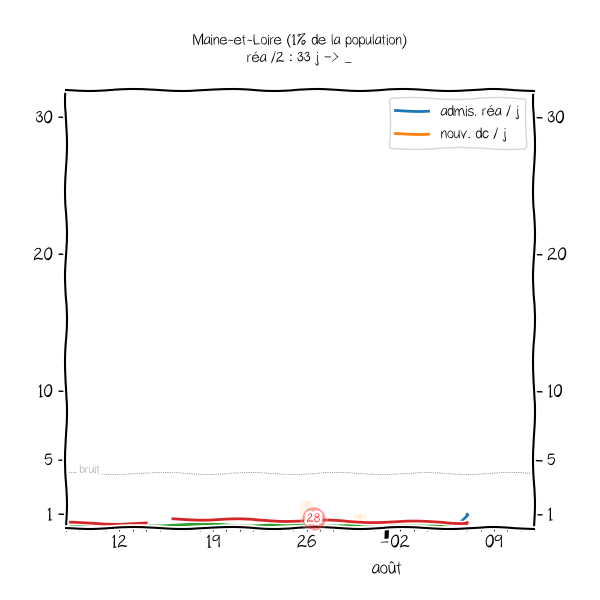 Maine-et-Loire (1% de la population)
réa /2 : 33 j -> _
admis. réa / j
nouv. dc / j
30
30
20
20
10
10
5
5
bruit
1
1
28
12
19
26
02
09
août